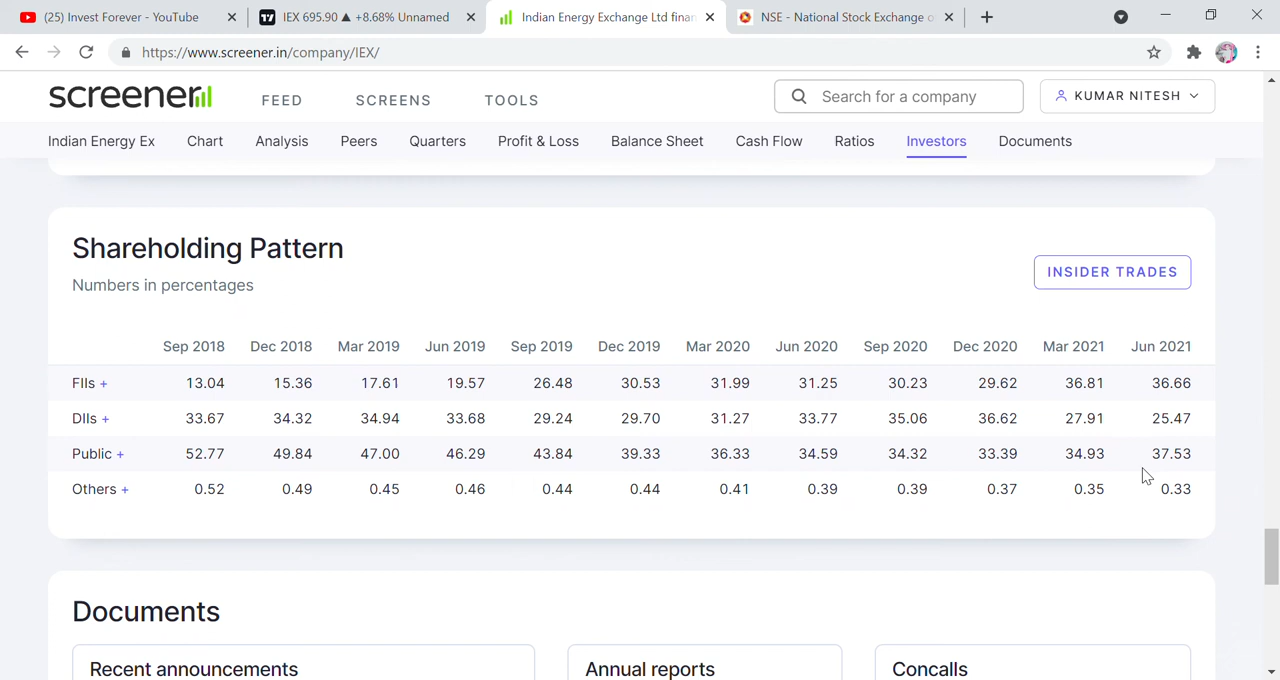 (25) Invest Forever - YouTube IEX 695.90 ▲ +8.68% Unnamed Indian Energy Exchange Ltd finan NSE - National Stock Exchange o
https://www.screener.in/company/IEX/
screener FEED SCREENS TOOLS Search for a company KUMAR NITESH
Indian Energy Ex Chart Analysis Peers Quarters Profit & Loss Balance Sheet Cash Flow Ratios Investors Documents
Shareholding Pattern
Numbers in percentages
INSIDER TRADES
Sep 2018 Dec 2018 Mar 2019 Jun 2019 Sep 2019 Dec 2019 Mar 2020 Jun 2020 Sep 2020 Dec 2020 Mar 2021 Jun 2021
FIIs + 13.04 15.36 17.61 19.57 26.48 30.53 31.99 31.25 30.23 29.62 36.81 36.66
DIIs + 33.67 34.32 34.94 33.68 29.24 29.70 31.27 33.77 35.06 36.62 27.91 25.47
Public + 52.77 49.84 47.00 46.29 43.84 39.33 36.33 34.59 34.32 33.39 34.93 37.53
Others + 0.52 0.49 0.45 0.46 0.44 0.44 0.41 0.39 0.39 0.37 0.35 0.33
Documents
Recent announcements Annual reports Concalls